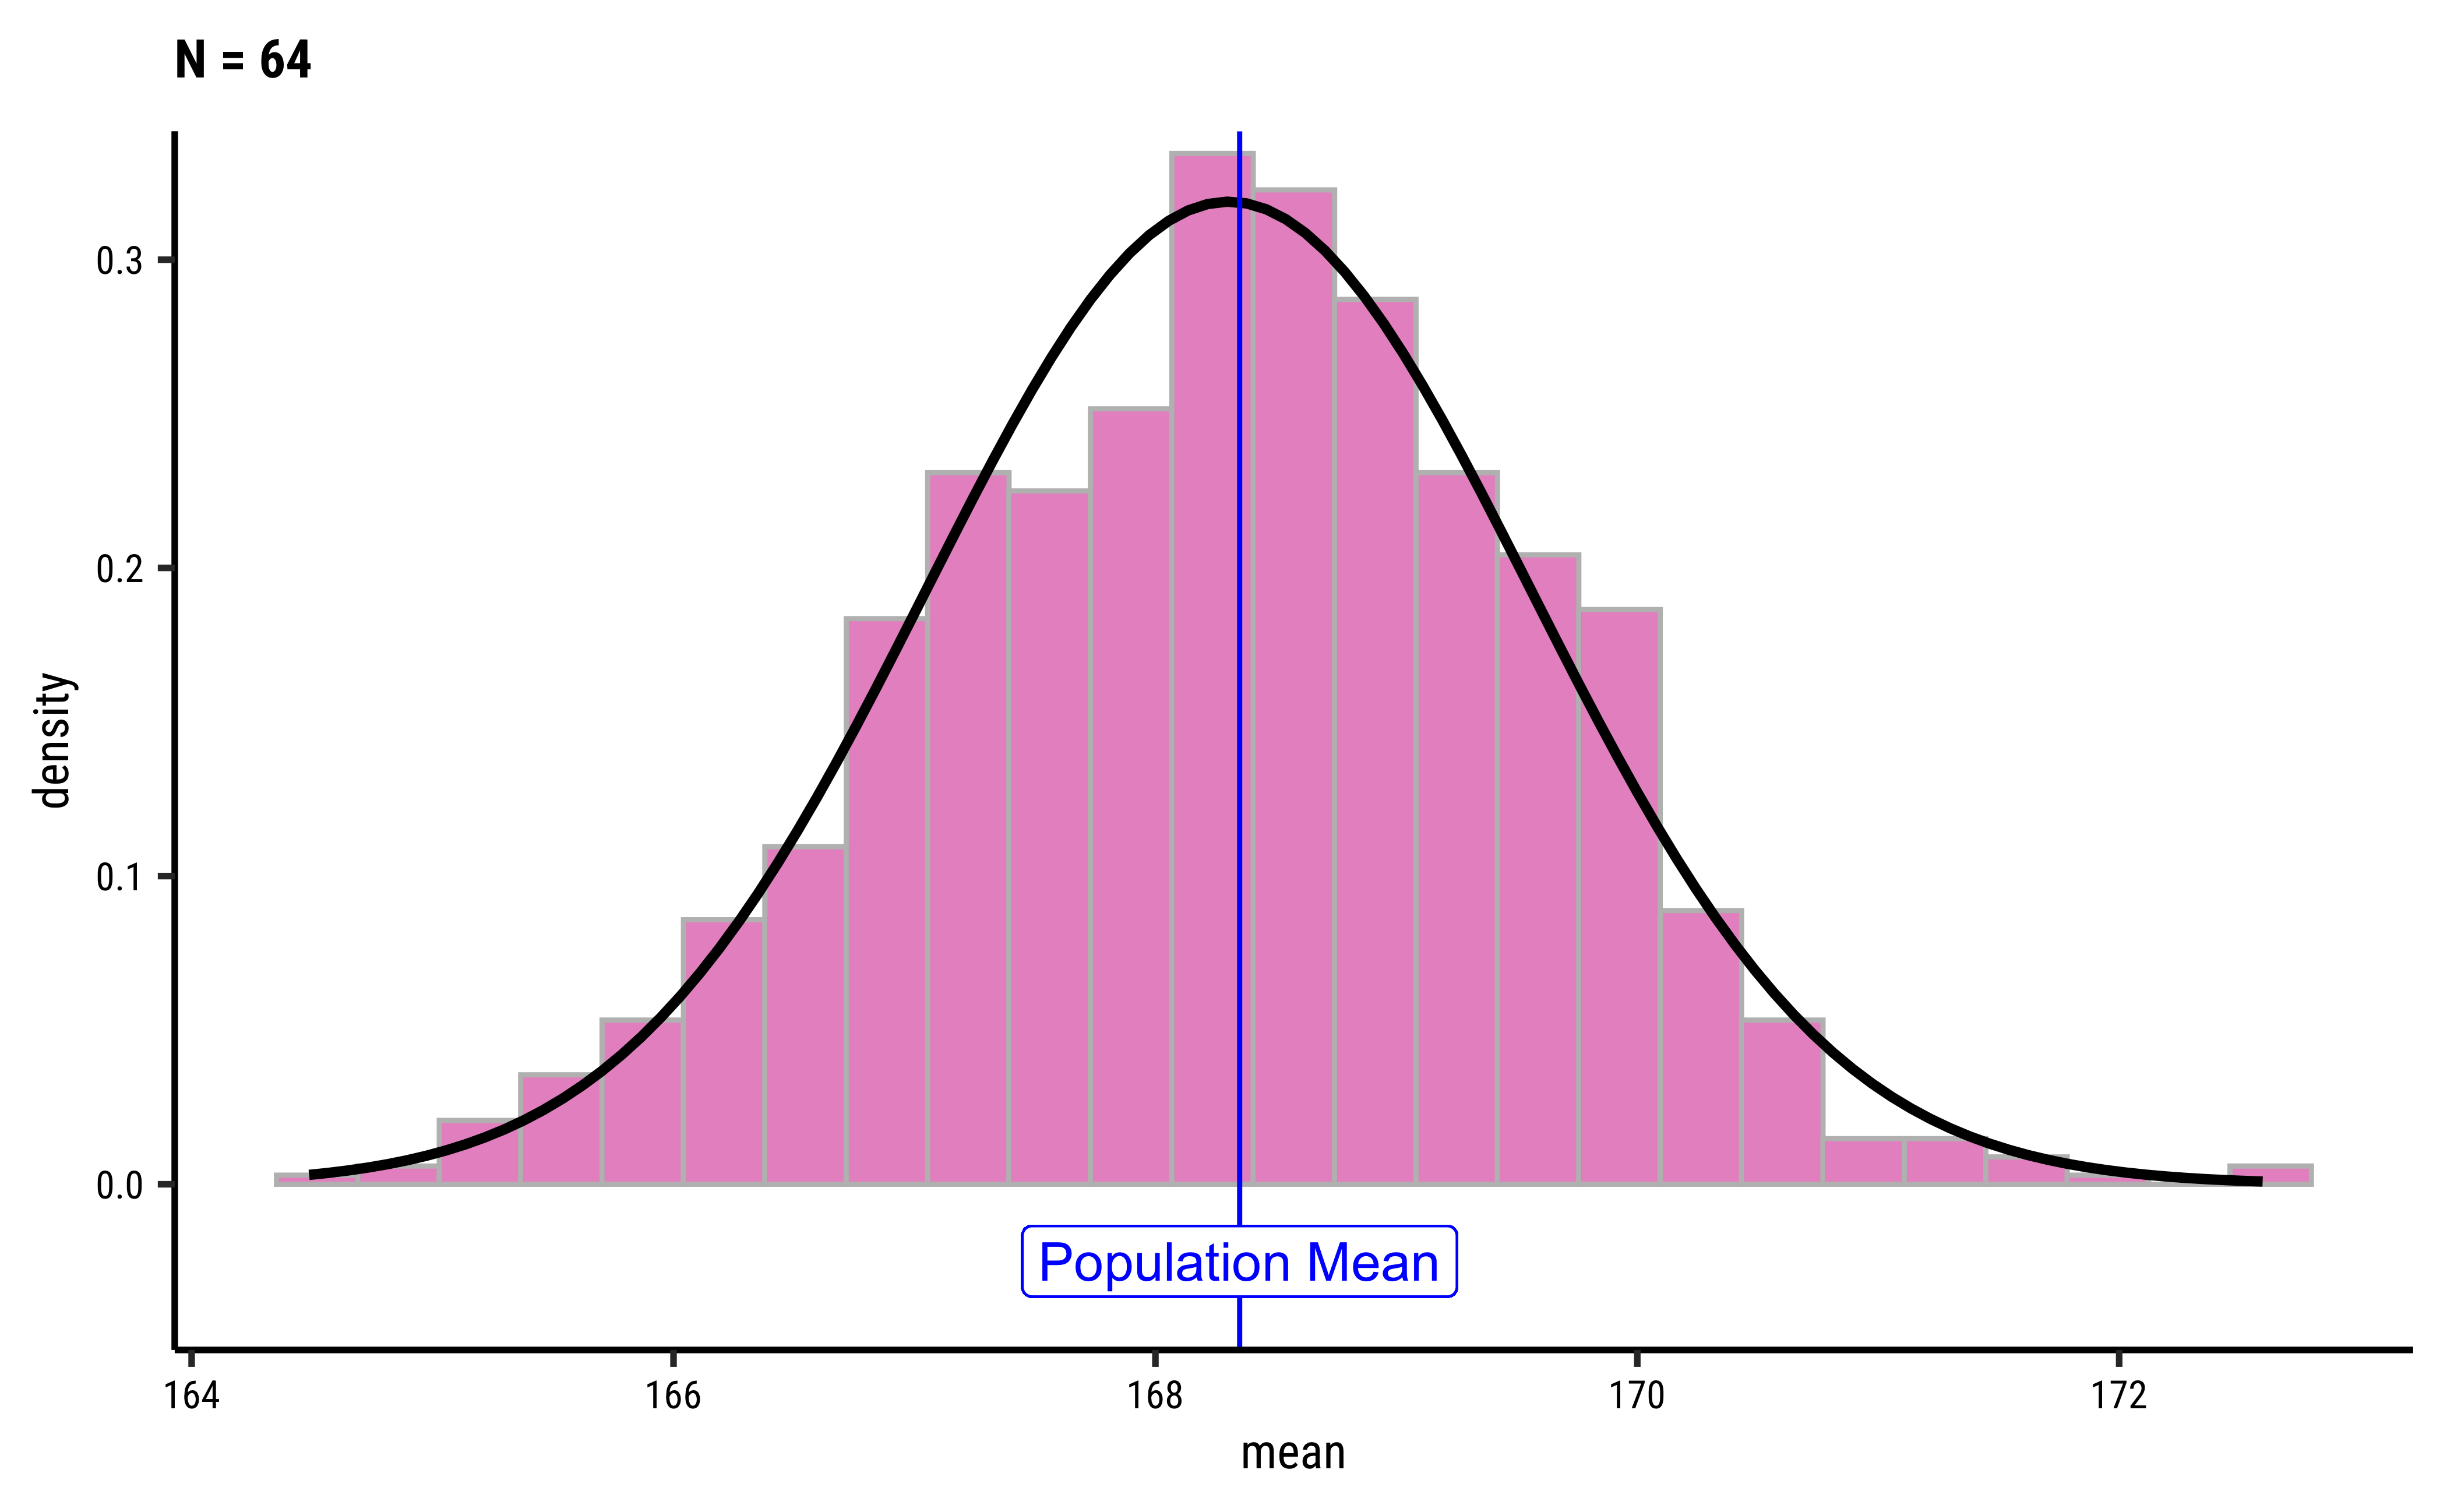 N = 64
0.3
0.2
0.1
0.0
density
Population Mean
164 166 168 170 172
mean